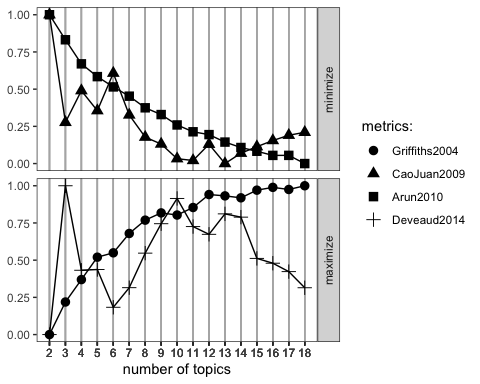 1.00
0.75
0.50
0.25
0.00
minimize
1.00
0.75
0.50
0.25
0.00
maximize
2 3 4 5 6 7 8 9 10 11 12 13 14 15 16 17 18
number of topics
metrics:
Griffiths2004
CaoJuan2009
Arun2010
Deveaud2014